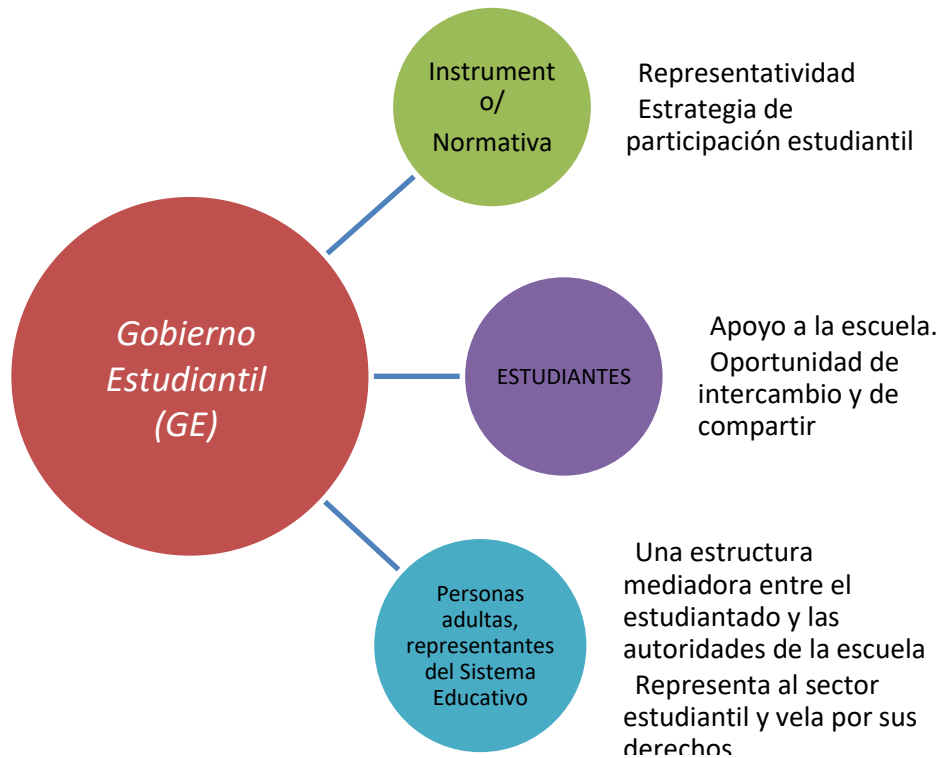 Gobierno
Estudiantil
(GE)
Instrument
o/
Normativa
Representatividad
Estrategia de
participación estudiantil
ESTUDIANTES
Apoyo a la escuela.
Oportunidad de
intercambio y de
compartir
Personas
adultas,
representantes
del Sistema
Educativo
Una estructura
mediadora entre el
estudiantado y las
autoridades de la escuela
Representa al sector
estudiantil y vela por sus
derechos